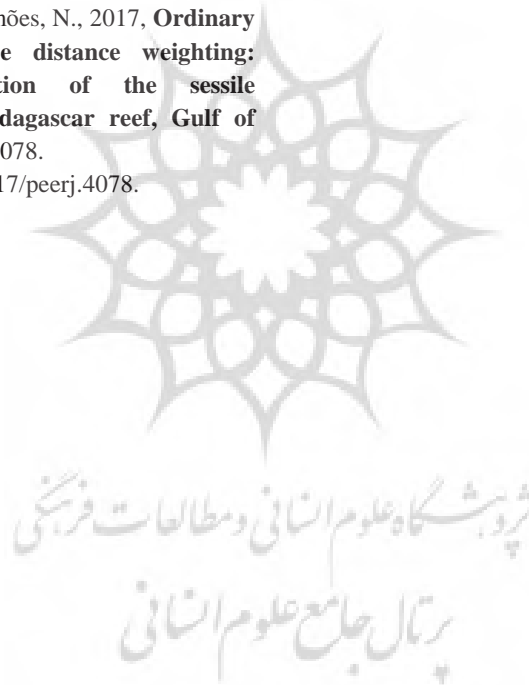 nões, N., 2017, Ordinary
e distance weighting:
tion of the sessile
dagascar reef, Gulf of
078.
17/peerj.4078.
پژوهشگاه علوم انسانی و مطالعات فرهنگی
پرتال جامع علوم انسانی